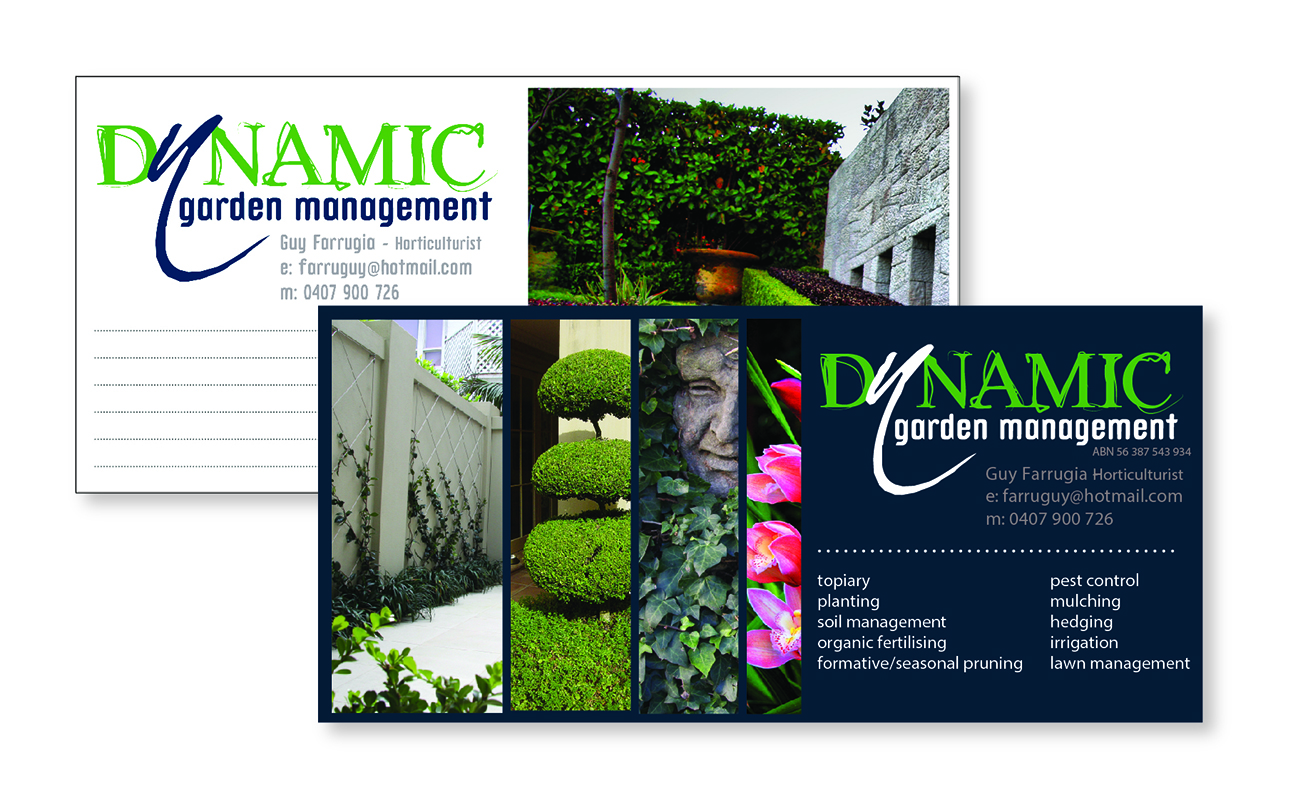 DYNAMIC
garden management
Guy Farrugia - Horticulturist
e: farruguy@hotmail.com
m: 0407 900 726
DYNAMIC
garden management
ABN 56 387 543 934
Guy Farrugia Horticulturist
e: farruguy@hotmail.com
m: 0407 900 726
topiary
planting
soil management
organic fertilising
formative/seasonal pruning
pest control
mulching
hedging
irrigation
lawn management